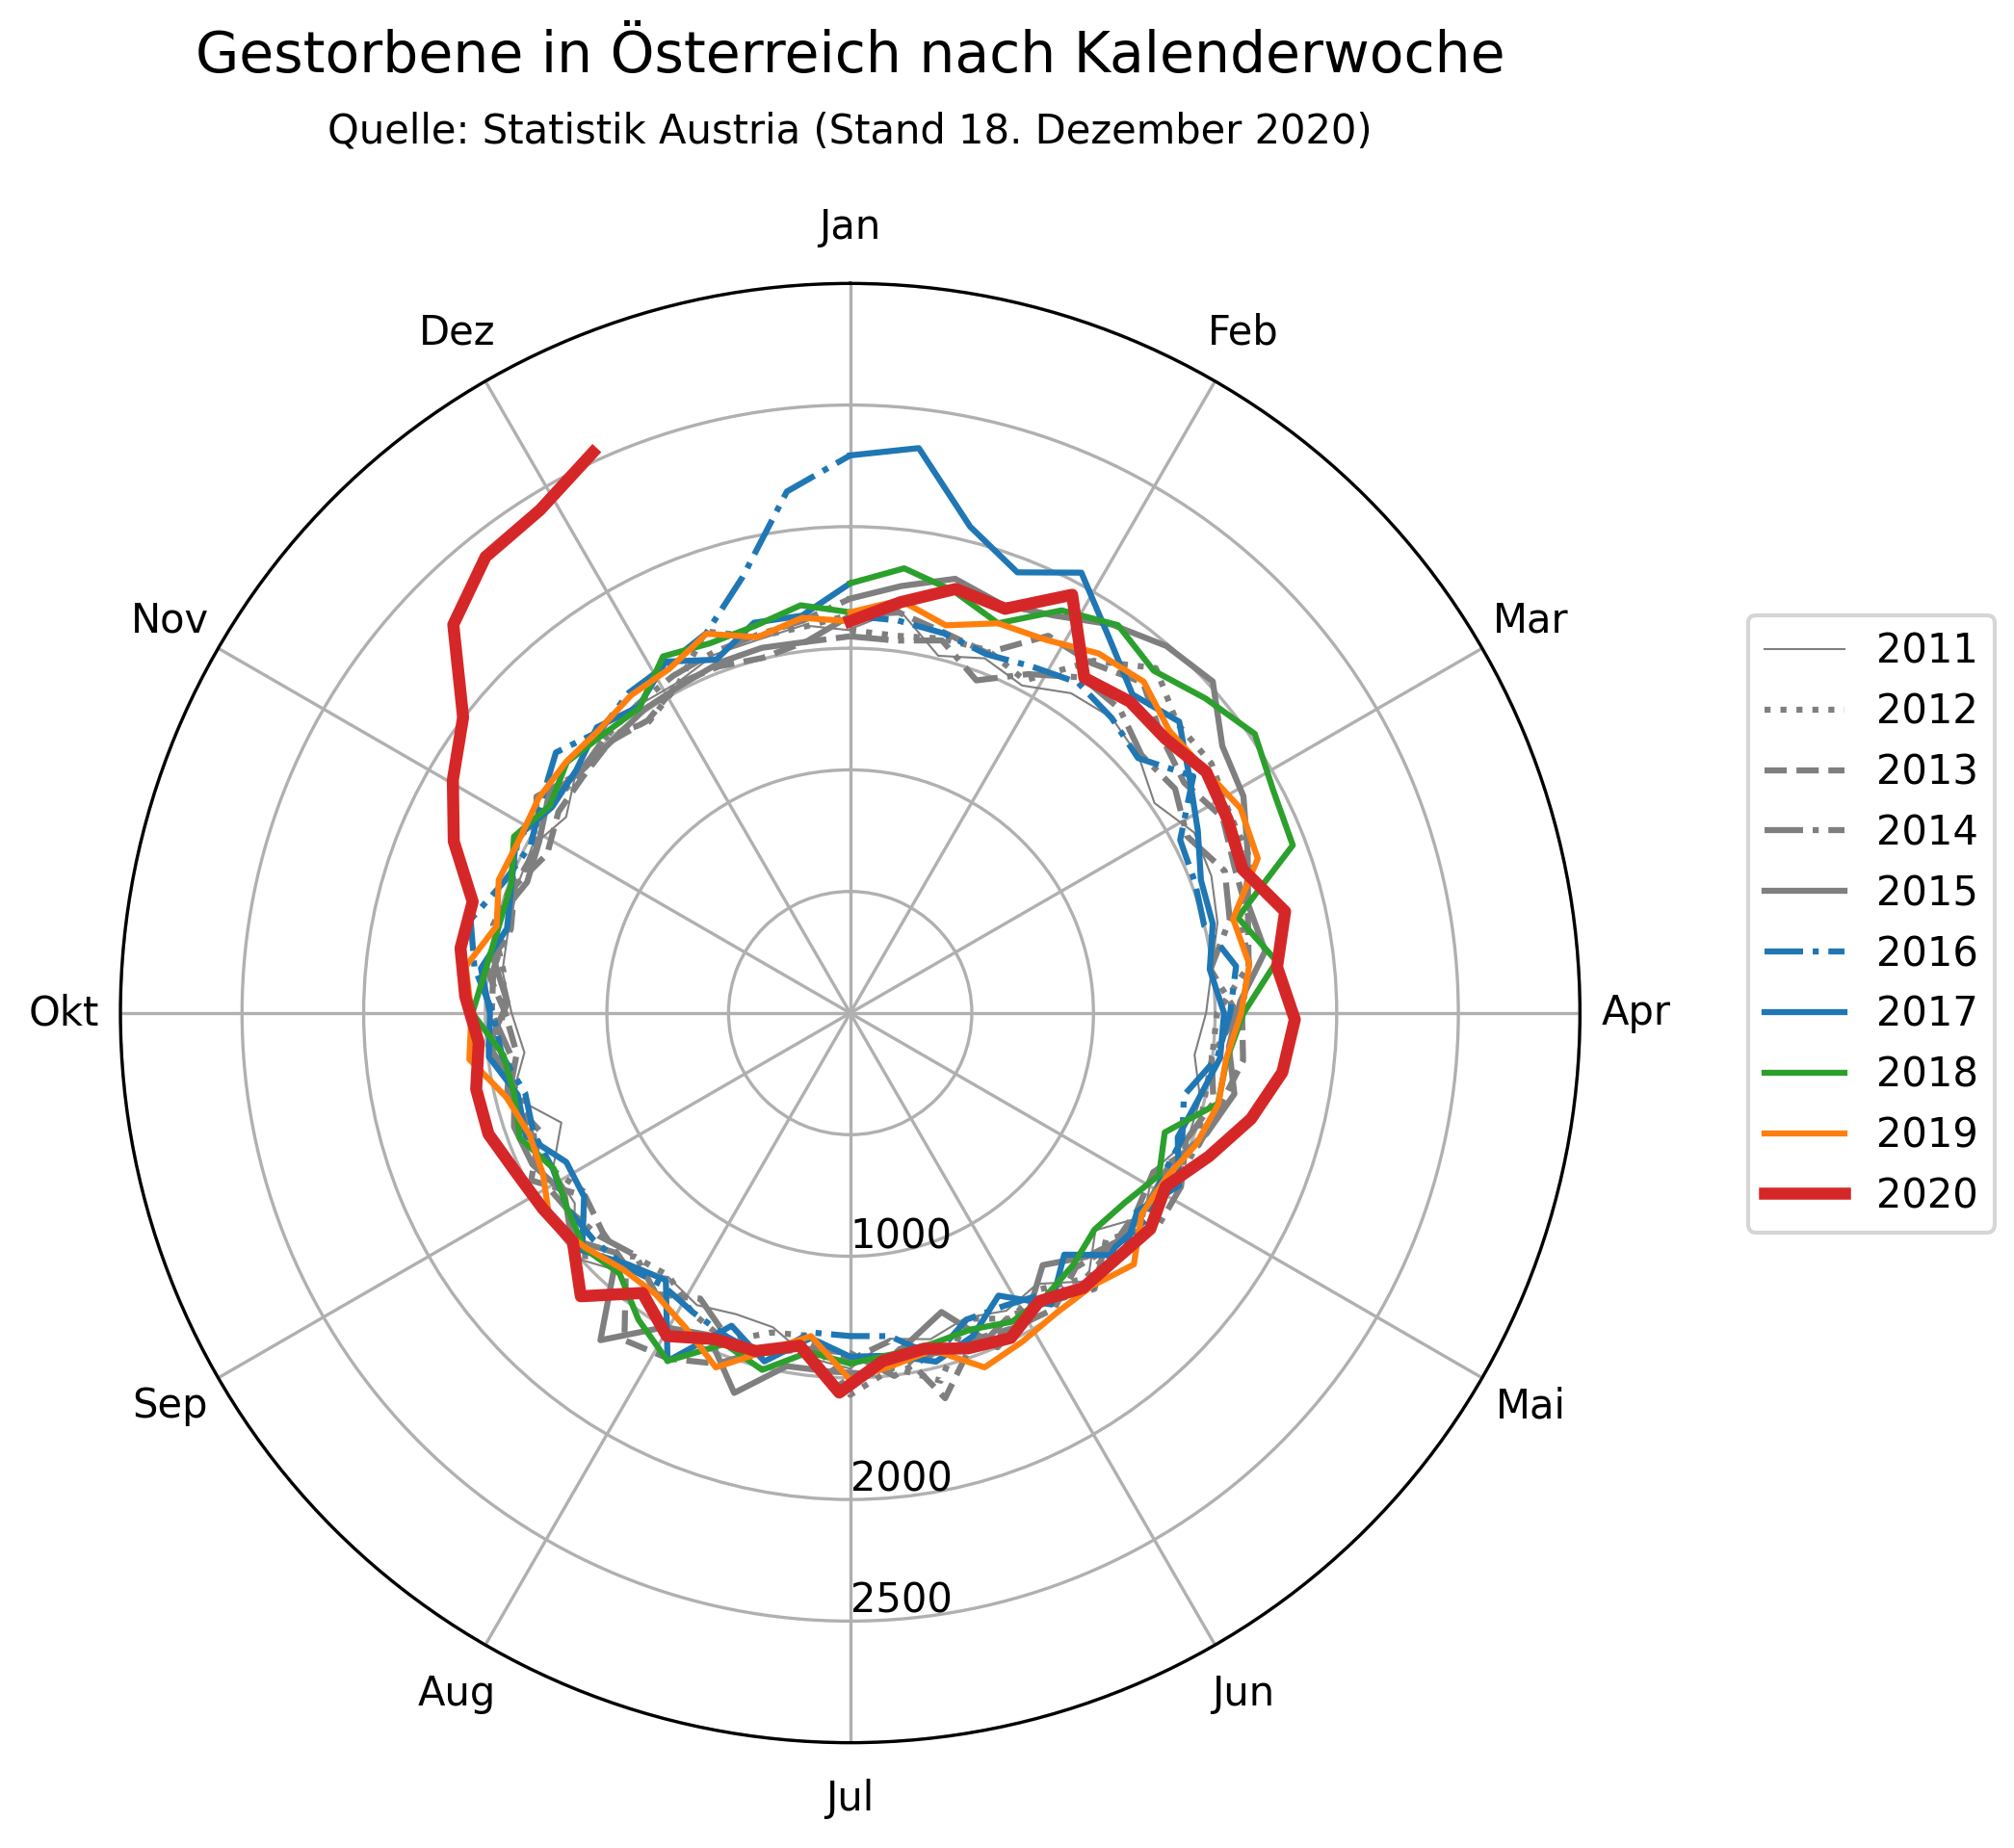 Gestorbene in Österreich nach Kalenderwoche
Quelle: Statistik Austria (Stand 18. Dezember 2020)
Jan
Feb
Mar
Apr
Mai
Jun
Jul
Aug
Sep
Okt
Nov
Dez
1000
2000
2500
2011
2012
2013
2014
2015
2016
2017
2018
2019
2020